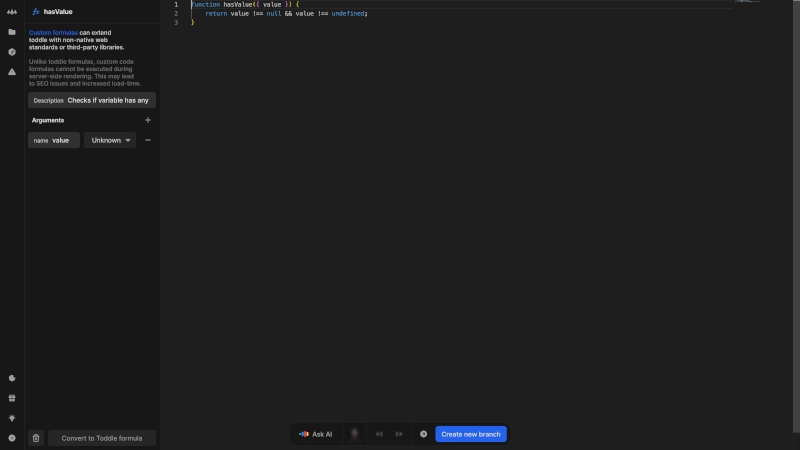 hasValue
Custom formulas can extend
toddle with non-native web
standards or third-party libraries.
Unlike toddle formulas, custom code
formulas cannot be executed during
server-side rendering. This may lead
to SEO issues and increased load-time.
Description Checks if variable has any
Arguments
name value Unknown
Convert to Toddle formula
1 function hasValue({ value }) {
2 return value !== null && value !== undefined;
3 }
Ask AI Create new branch